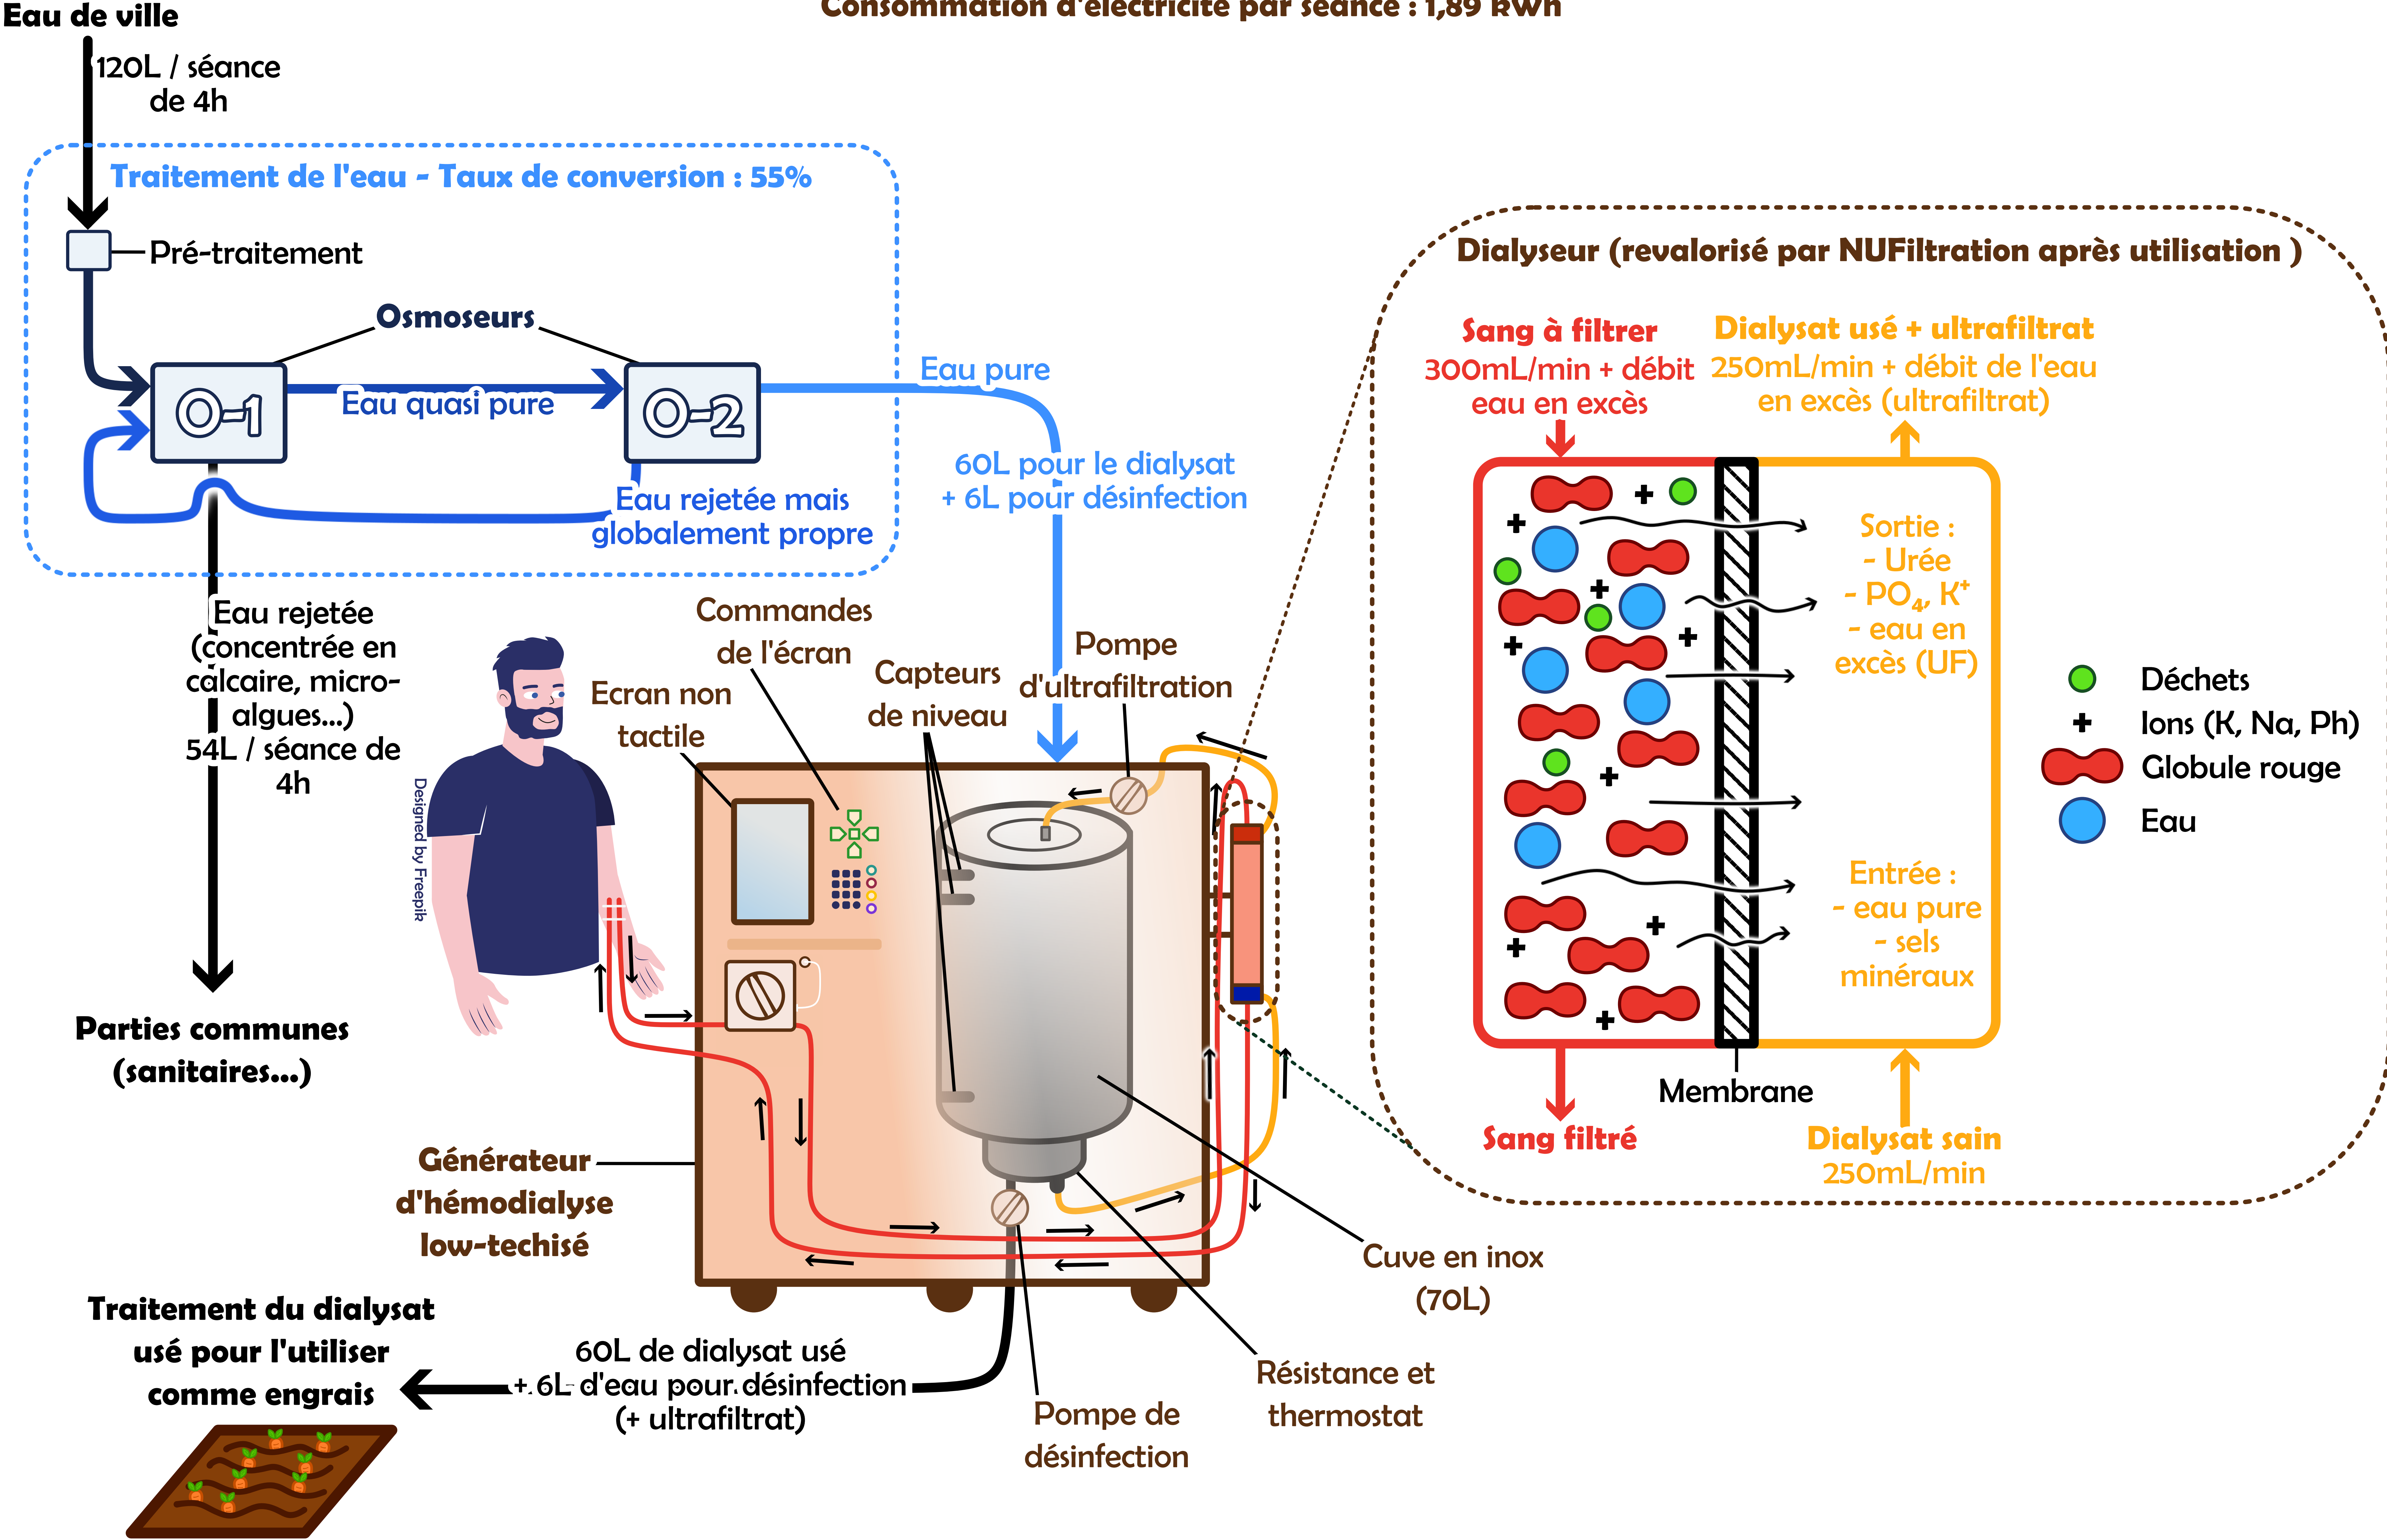 Consommation d'électricité par séance : 1,89 kWh
Eau de ville
120L / séance
de 4h
Traitement de l'eau - Taux de conversion : 55%
Pré-traitement
Osmoseurs
O-1
Eau quasi pure
O-2
Eau rejetée mais
globalement propre
Eau pure
60L pour le dialysat
+ 6L pour désinfection
Eau rejetée
(concentrée en
calcaire, micro-
algues...)
54L / séance de
4h
Parties communes
(sanitaires...)
Designed by Freepik
Commandes
de l'écran
Ecran non
tactile
Capteurs
de niveau
Pompe
d'ultrafiltration
Générateur
d'hémodialyse
low-techisé
Cuve en inox
(70L)
Résistance et
thermostat
Pompe de
désinfection
60L de dialysat usé
+ 6L d'eau pour désinfection
(+ ultrafiltrat)
Traitement du dialysat
usé pour l'utiliser
comme engrais
Dialyseur (revalorisé par NUFiltration après utilisation )
Sang à filtrer
300mL/min + débit
eau en excès
Dialysat usé + ultrafiltrat
250mL/min + débit de l'eau
en excès (ultrafiltrat)
Sortie :
- Urée
- PO₄, K⁺
- eau en
excès (UF)
Entrée :
- eau pure
- sels
minéraux
Membrane
Sang filtré
Dialysat sain
250mL/min
Déchets
+ Ions (K, Na, Ph)
Globule rouge
Eau